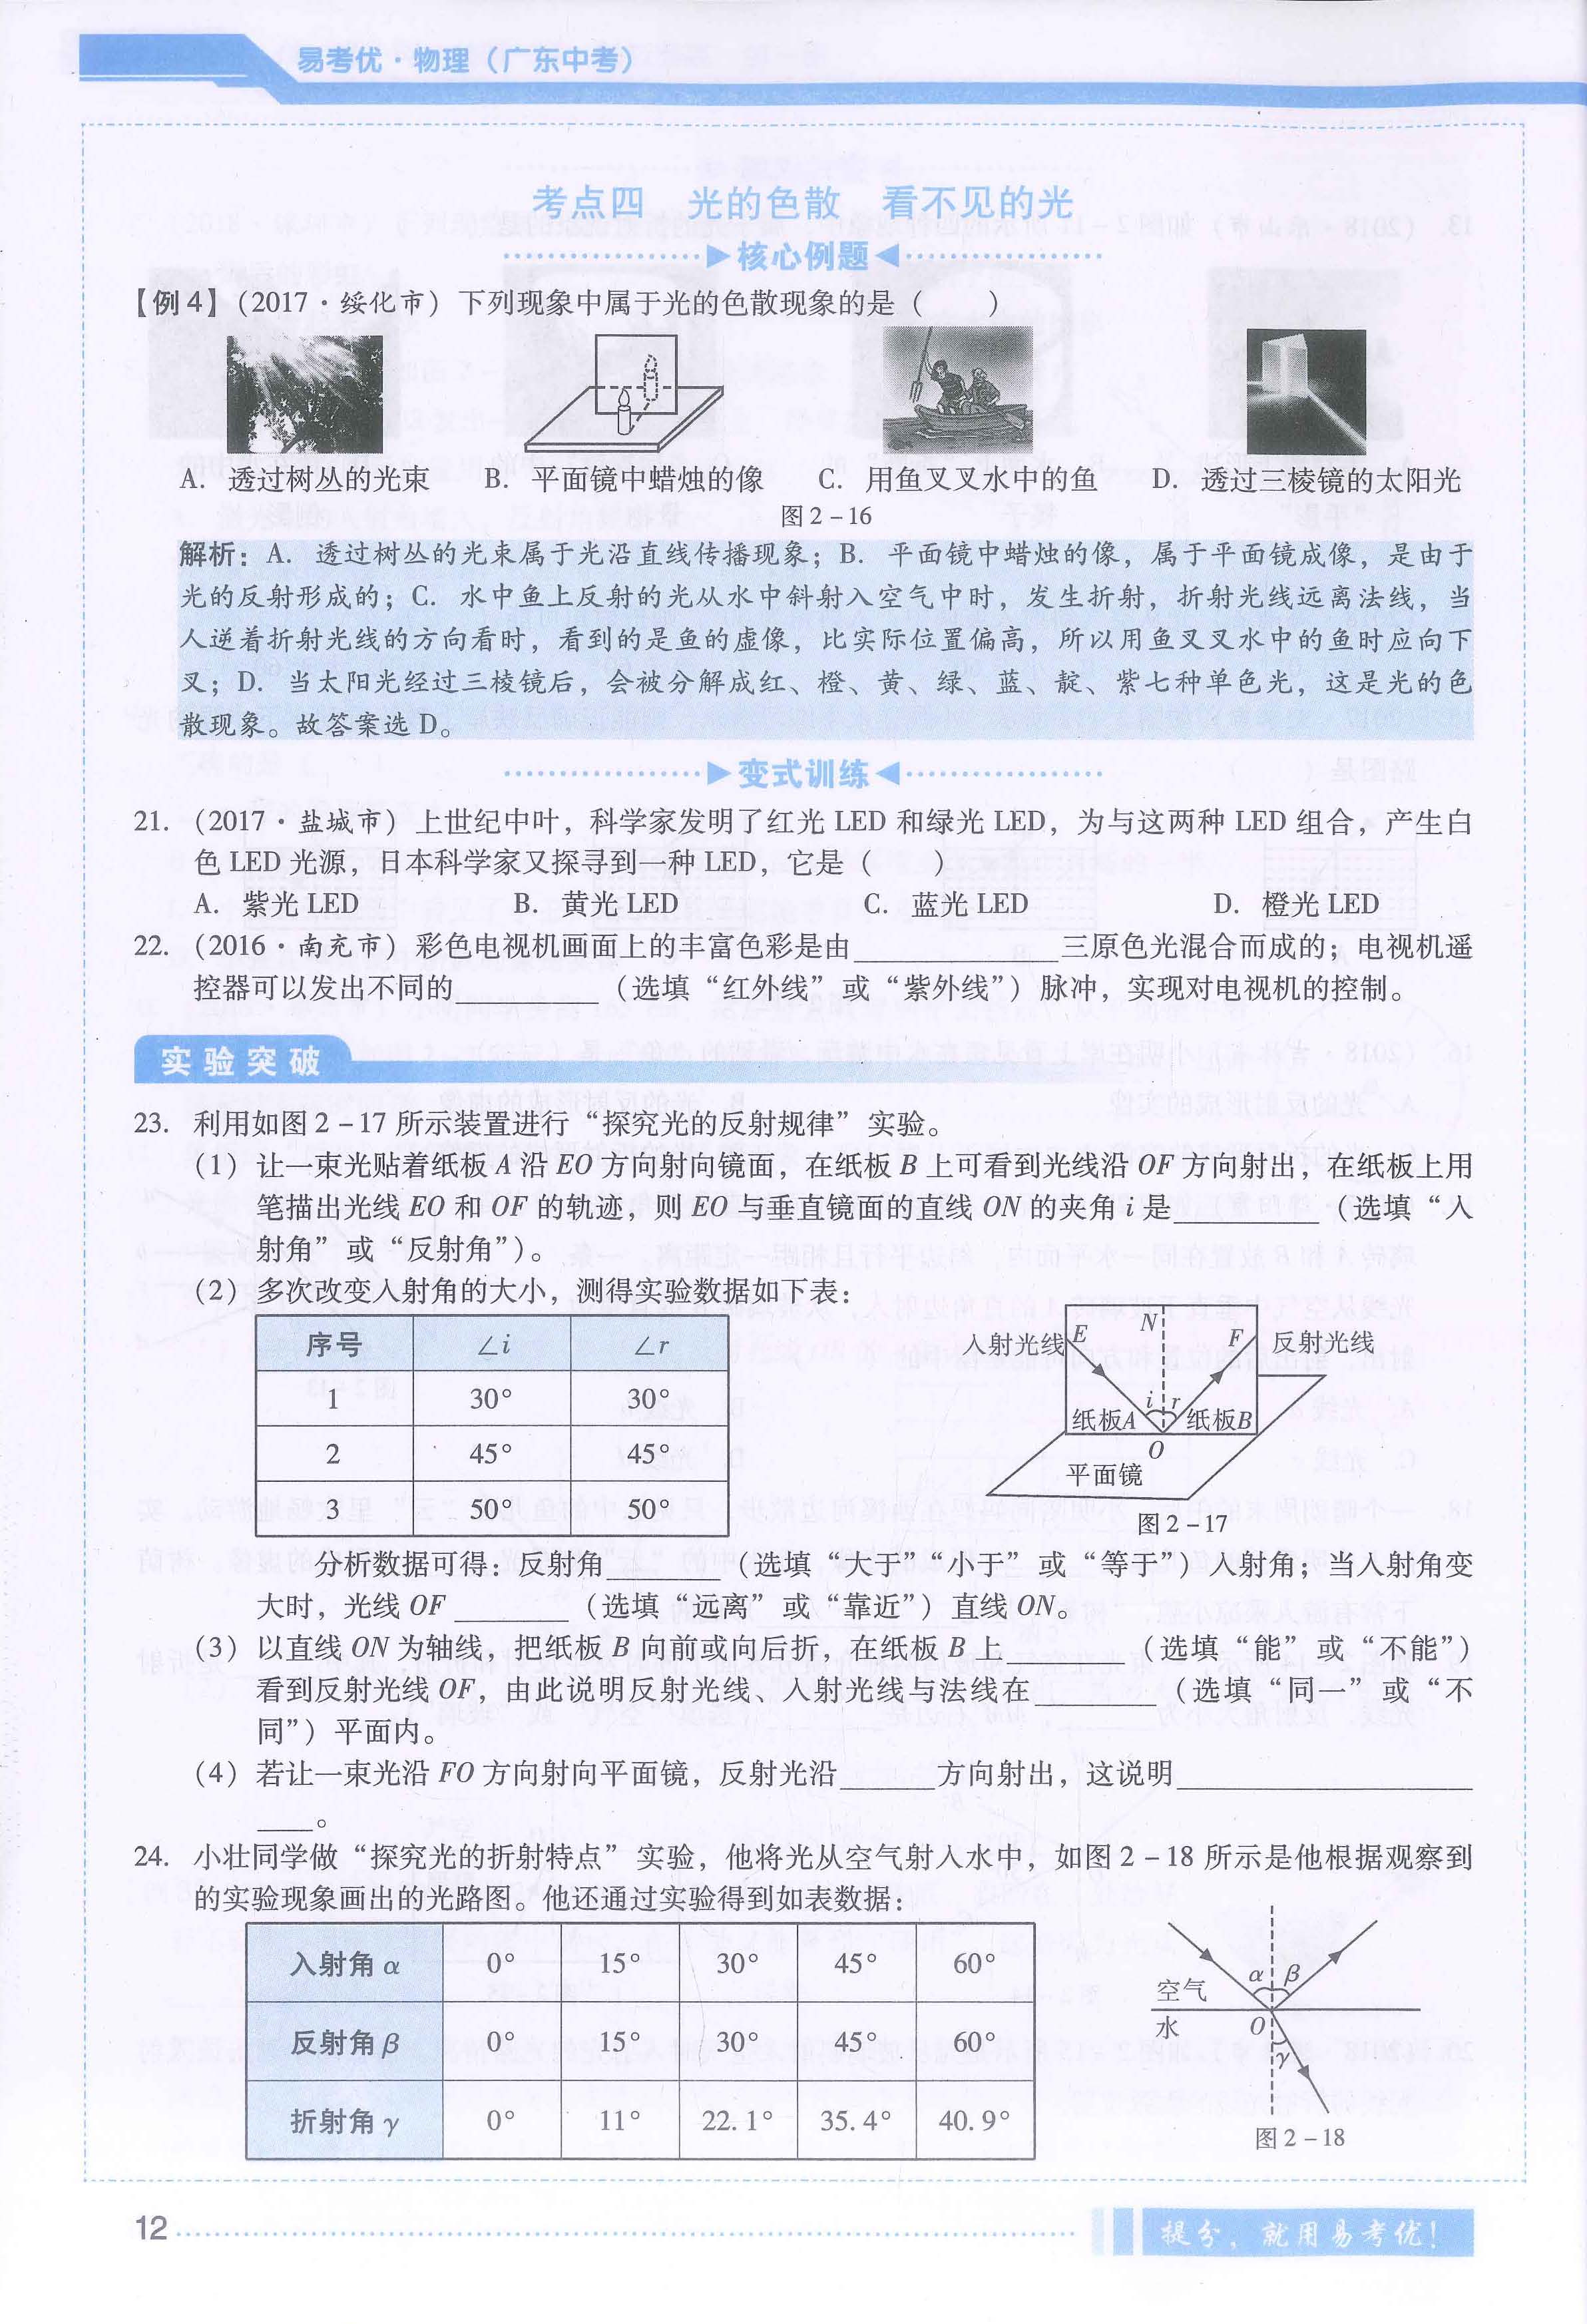 易考优·物理（广东中考）
考点四　光的色散　看不见的光
核心例题
【例4】（2017·绥化市）下列现象中属于光的色散现象的是（　　）
A. 透过树丛的光束　B. 平面镜中蜡烛的像　C. 用鱼叉叉水中的鱼　D. 透过三棱镜的太阳光
图2-16
解析：A. 透过树丛的光束属于光沿直线传播现象；B. 平面镜中蜡烛的像，属于平面镜成像，是由于
光的反射形成的；C. 水中鱼上反射的光从水中斜射入空气中时，发生折射，折射光线远离法线，当
人逆着折射光线的方向看时，看到的是鱼的虚像，比实际位置偏高，所以用鱼叉叉水中的鱼时应向下
叉；D. 当太阳光经过三棱镜后，会被分解成红、橙、黄、绿、蓝、靛、紫七种单色光，这是光的色
散现象。故答案选D。
变式训练
21. （2017·盐城市）上世纪中叶，科学家发明了红光LED和绿光LED，为与这两种LED组合，产生白
色LED光源，日本科学家又探寻到一种LED，它是（　　）
A. 紫光LED　B. 黄光LED　C. 蓝光LED　D. 橙光LED
22. （2016·南充市）彩色电视机画面上的丰富色彩是由__________三原色光混合而成的；电视机遥
控器可以发出不同的_______（选填“红外线”或“紫外线”）脉冲，实现对电视机的控制。
实验突破
23. 利用如图2-17所示装置进行“探究光的反射规律”实验。
（1）让一束光贴着纸板A沿EO方向射向镜面，在纸板B上可看到光线沿OF方向射出，在纸板上用
笔描出光线EO和OF的轨迹，则EO与垂直镜面的直线ON的夹角i是_______（选填“入
射角”或“反射角”）。
（2）多次改变入射角的大小，测得实验数据如下表：
序号　∠i　∠r
1　30°　30°
2　45°　45°
3　50°　50°
入射光线　E　N　F　反射光线
i　r
纸板A　纸板B
O
平面镜
图2-17
分析数据可得：反射角______（选填“大于”“小于”或“等于”）入射角；当入射角变
大时，光线OF______（选填“远离”或“靠近”）直线ON。
（3）以直线ON为轴线，把纸板B向前或向后折，在纸板B上______（选填“能”或“不能”）
看到反射光线OF，由此说明反射光线、入射光线与法线在______（选填“同一”或“不
同”）平面内。
（4）若让一束光沿FO方向射向平面镜，反射光沿_____方向射出，这说明_______________
___。
24. 小壮同学做“探究光的折射特点”实验，他将光从空气射入水中，如图2-18所示是他根据观察到
的实验现象画出的光路图。他还通过实验得到如表数据：
入射角α　0°　15°　30°　45°　60°
反射角β　0°　15°　30°　45°　60°
折射角γ　0°　11°　22.1°　35.4°　40.9°
α　β
空气
水　O
γ
图2-18
12
提分，就用易考优！